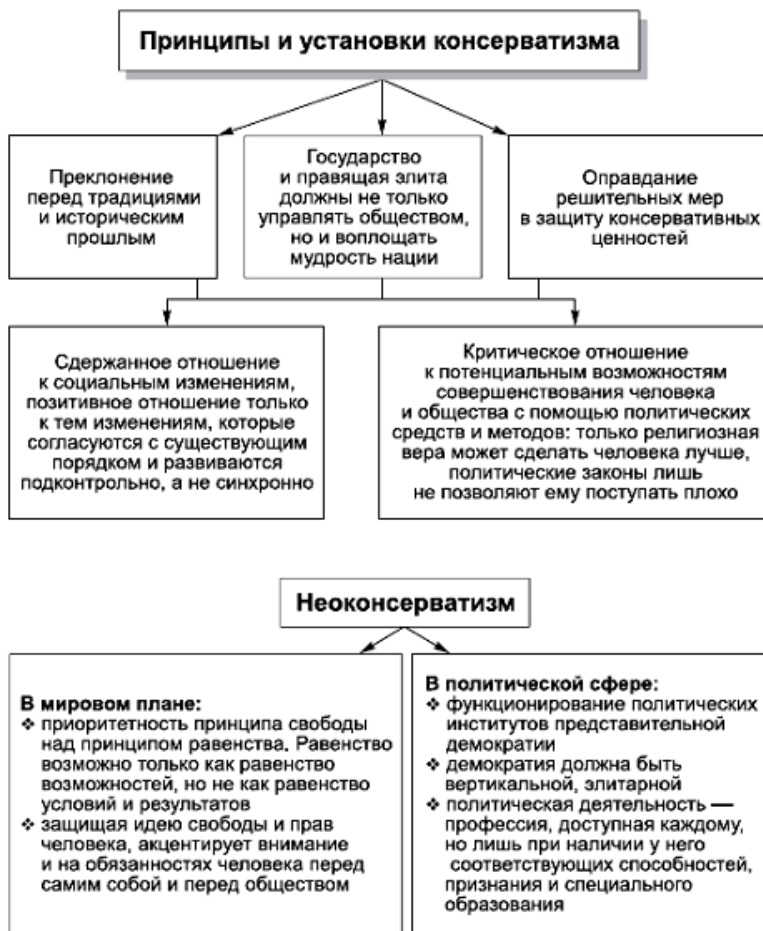 Принципы и установки консерватизма
Преклонение
перед традициями
и историческим
прошлым
Государство
и правящая элита
должны не только
управлять обществом,
но и воплощать
мудрость нации
Оправдание
решительных мер
в защиту консервативных
ценностей
Сдержанное отношение
к социальным изменениям,
позитивное отношение только
к тем изменениям, которые
согласуются с существующим
порядком и развиваются
подконтрольно, а не синхронно
Критическое отношение
к потенциальным возможностям
совершенствования человека
и общества с помощью политических
средств и методов: только религиозная
вера может сделать человека лучше,
политические законы лишь
не позволяют ему поступать плохо
Неоконсерватизм
В мировом плане:
❖ приоритетность принципа свободы
над принципом равенства. Равенство
возможно только как равенство
возможностей, но не как равенство
условий и результатов
❖ защищая идею свободы и прав
человека, акцентирует внимание
и на обязанностях человека перед
самим собой и перед обществом
В политической сфере:
❖ функционирование политических
институтов представительной
демократии
❖ демократия должна быть
вертикальной, элитарной
❖ политическая деятельность —
профессия, доступная каждому,
но лишь при наличии у него
соответствующих способностей,
признания и специального
образования